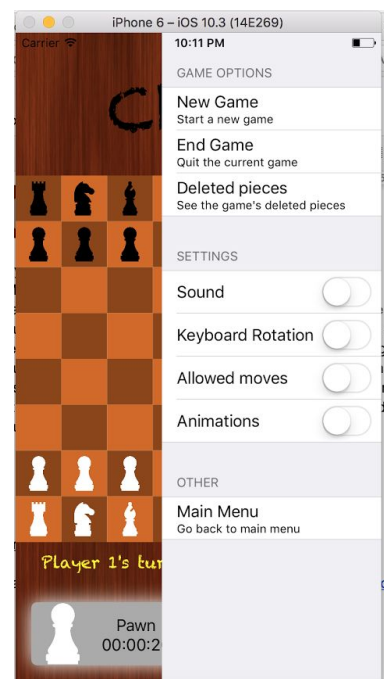 iPhone 6 – iOS 10.3 (14E269)
Carrier 10:11 PM
GAME OPTIONS
New Game
Start a new game
End Game
Quit the current game
Deleted pieces
See the game's deleted pieces
SETTINGS
Sound
Keyboard Rotation
Allowed moves
Animations
OTHER
Main Menu
Go back to main menu
Player 1's tur
Pawn
00:00:2